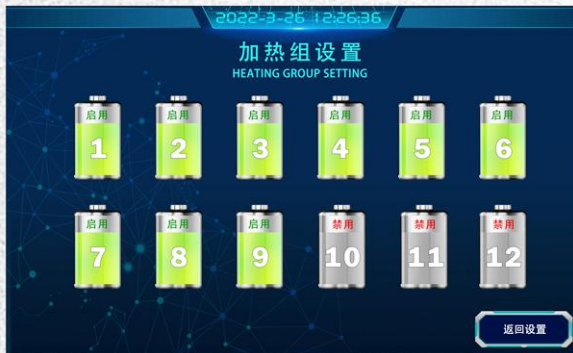 2022-3-26 12:26:36
加热组设置
HEATING GROUP SETTING
启用 启用 启用 启用 启用 启用
1 2 3 4 5 6
启用 启用 启用 禁用 禁用 禁用
7 8 9 10 11 12
返回设置